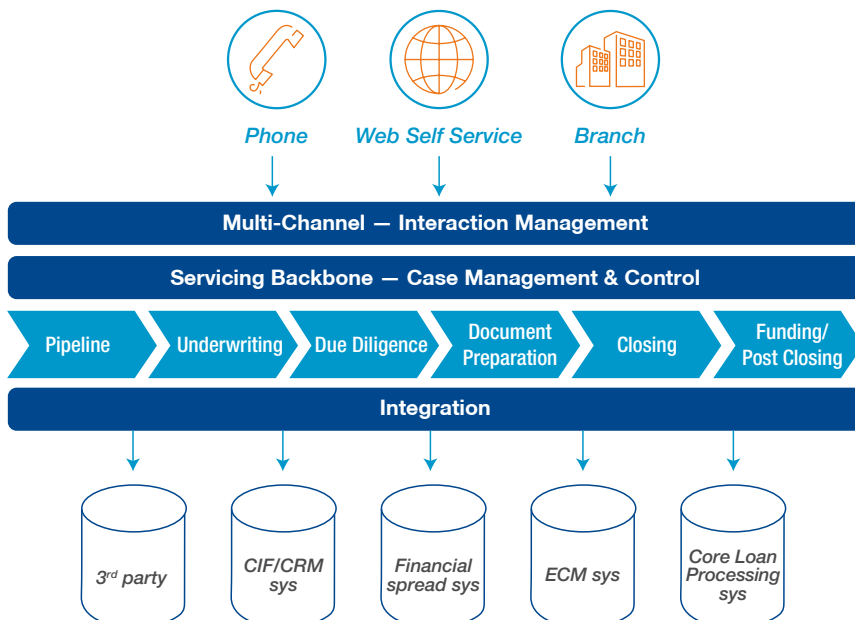 Phone
Web Self Service
Branch
Multi-Channel — Interaction Management
Servicing Backbone — Case Management & Control
Pipeline
Underwriting
Due Diligence
Document
Preparation
Closing
Funding/
Post Closing
Integration
3rd party
CIF/CRM
sys
Financial
spread sys
ECM sys
Core Loan
Processing
sys